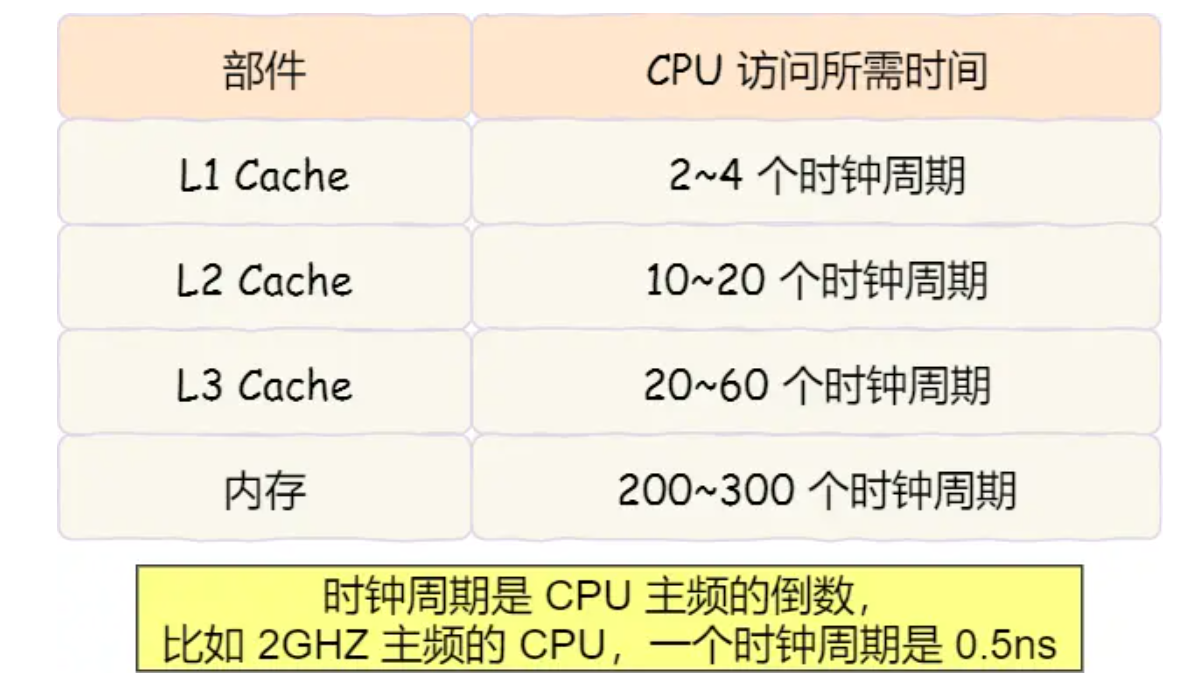 部件 CPU 访问所需时间
L1 Cache 2~4 个时钟周期
L2 Cache 10~20 个时钟周期
L3 Cache 20~60 个时钟周期
内存 200~300 个时钟周期
时钟周期是 CPU 主频的倒数，
比如 2GHZ 主频的 CPU，一个时钟周期是 0.5ns